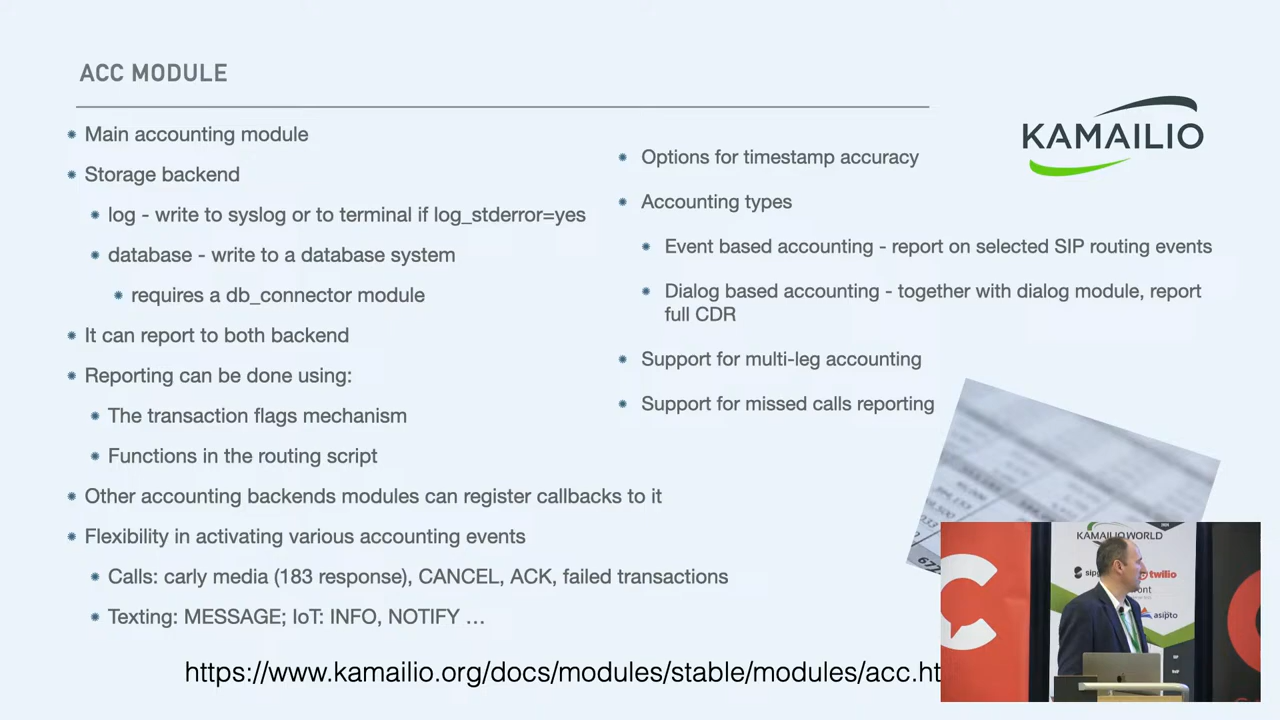 ACC MODULE
KAMAILIO
Main accounting module
Storage backend
log - write to syslog or to terminal if log_stderror=yes
database - write to a database system
requires a db_connector module
It can report to both backend
Reporting can be done using:
The transaction flags mechanism
Functions in the routing script
Other accounting backends modules can register callbacks to it
Flexibility in activating various accounting events
Calls: carly media (183 response), CANCEL, ACK, failed transactions
Texting: MESSAGE; IoT: INFO, NOTIFY …
Options for timestamp accuracy
Accounting types
Event based accounting - report on selected SIP routing events
Dialog based accounting - together with dialog module, report
full CDR
Support for multi-leg accounting
Support for missed calls reporting
https://www.kamailio.org/docs/modules/stable/modules/acc.ht
KAMAILIO WORLD
twilio
asipto